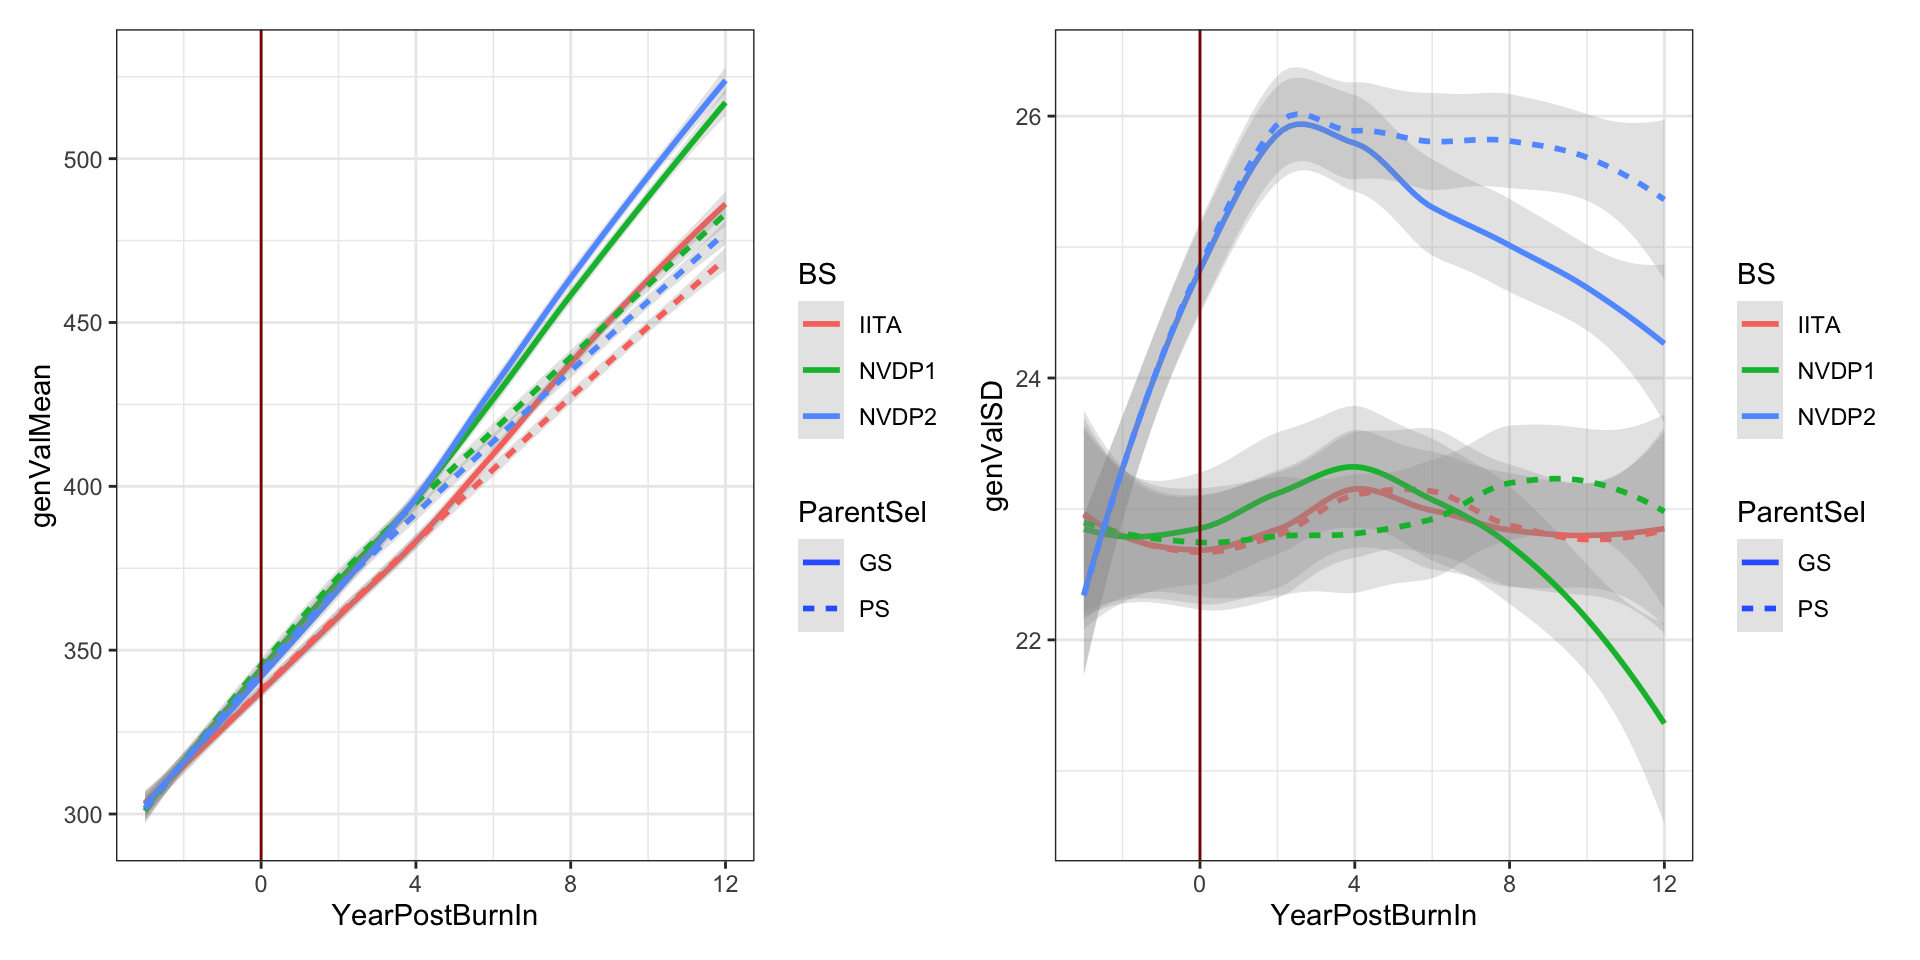 genValMean
500
450
400
350
300
0 4 8 12
YearPostBurnIn
BS
IITA
NVDP1
NVDP2
ParentSel
GS
PS
genValSD
26
24
22
0 4 8 12
YearPostBurnIn
BS
IITA
NVDP1
NVDP2
ParentSel
GS
PS